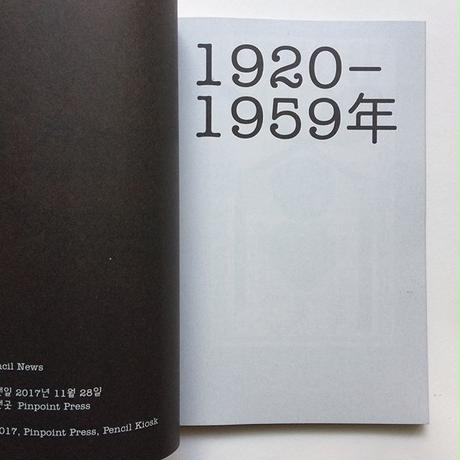 ncil News
일 2017년 11월 28일
곳 Pinpoint Press
017, Pinpoint Press, Pencil Kiosk
1920–
1959年